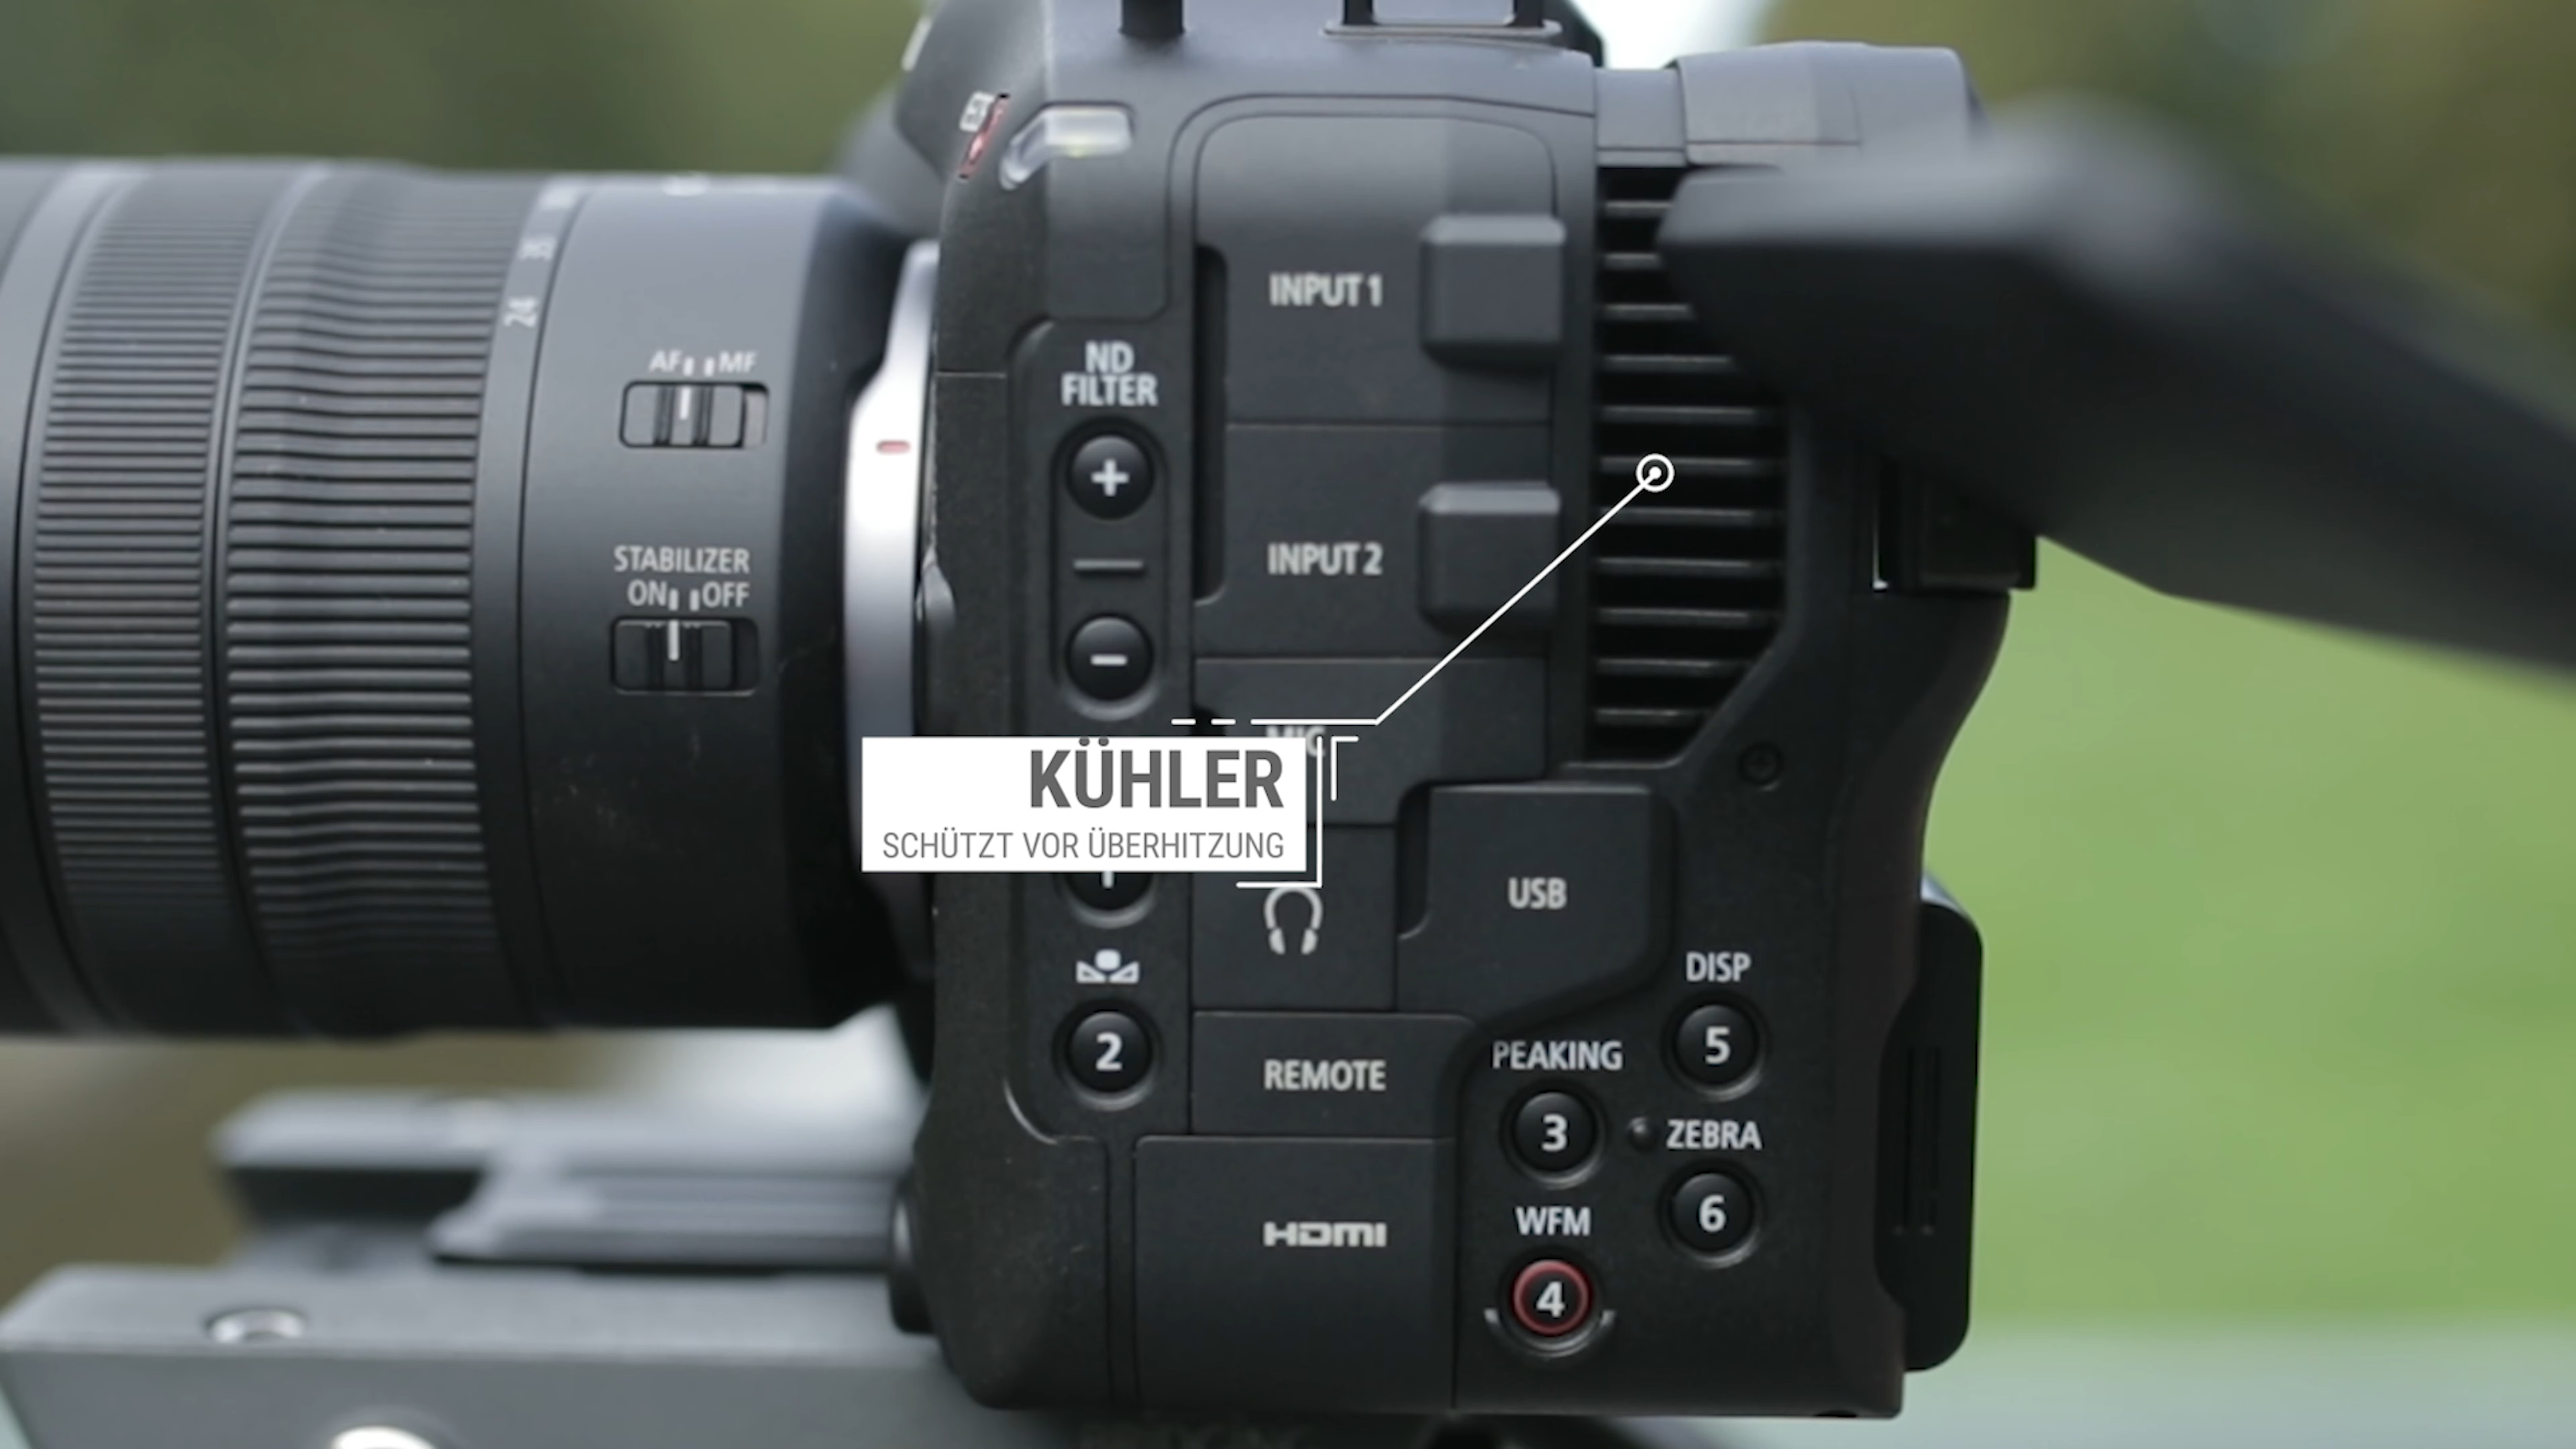 INPUT 1
35
24
ND
FILTER
AF MF
+
STABILIZER
ON OFF
INPUT 2
-
KÜHLER
SCHÜTZT VOR ÜBERHITZUNG
USB
DISP
2
5
PEAKING
REMOTE
3
ZEBRA
6
WFM
HDMI
4